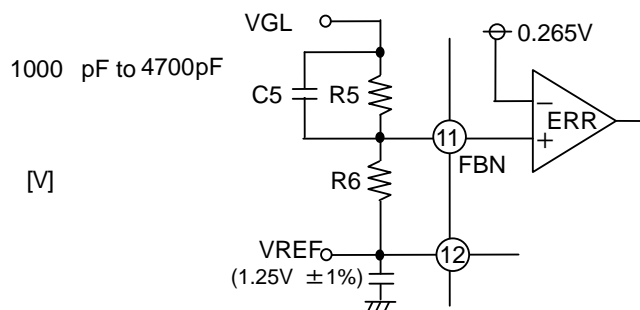 VGL
0.265V
1000 pF to 4700pF
C5
R5
ERR
−
+
11
FBN
[V]
R6
VREF
12
(1.25V ±1%)